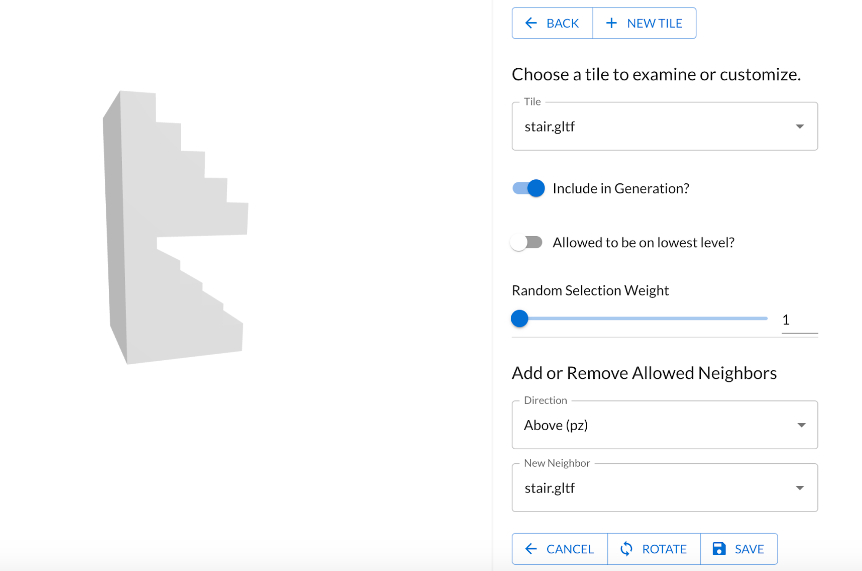 BACK
NEW TILE
Choose a tile to examine or customize.
Tile
stair.gltf
Include in Generation?
Allowed to be on lowest level?
Random Selection Weight
1
Add or Remove Allowed Neighbors
Direction
Above (pz)
New Neighbor
stair.gltf
CANCEL
ROTATE
SAVE